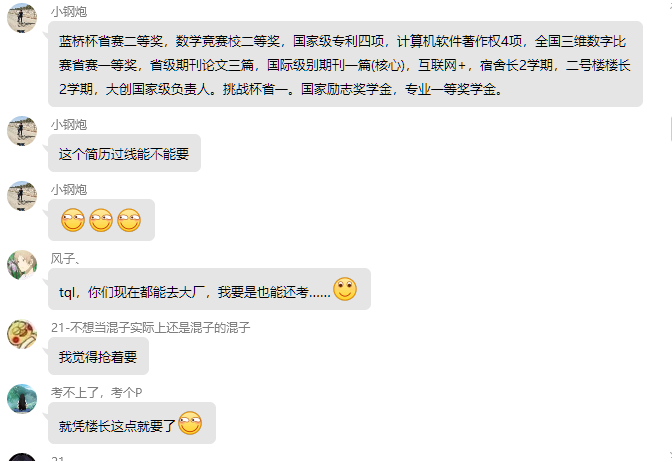 小钢炮
蓝桥杯省赛二等奖，数学竞赛校二等奖，国家级专利四项，计算机软件著作权4项，全国三维数字比
赛省赛一等奖，省级期刊论文三篇，国际级别期刊一篇(核心)，互联网+，宿舍长2学期，二号楼楼长
2学期，大创国家级负责人。挑战杯省一。国家励志奖学金，专业一等奖学金。
小钢炮
这个简历过线能不能要
小钢炮
风子、
tql，你们现在都能去大厂，我要是也能还考......
21-不想当混子实际上还是混子的混子
我觉得抢着要
考不上了，考个P
就凭楼长这点就要了
21